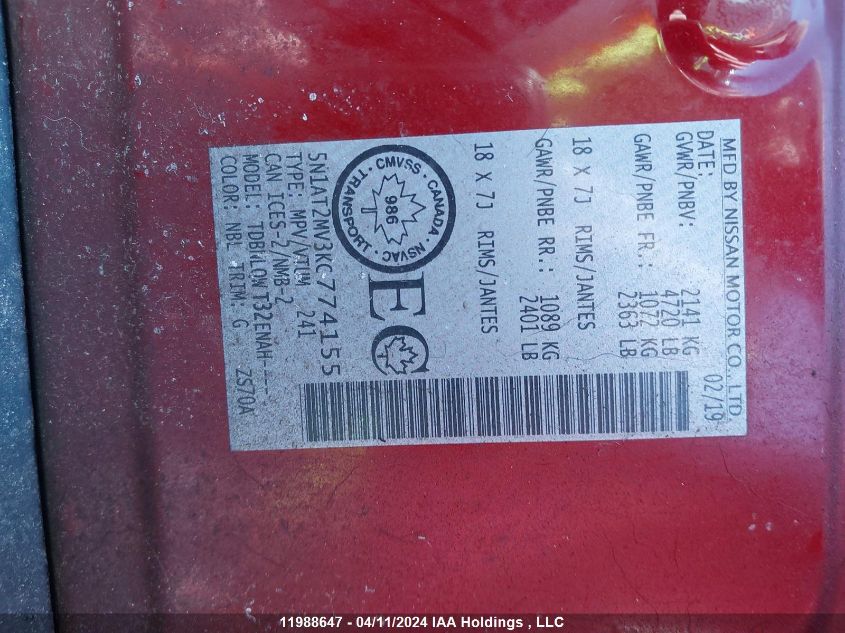 MFD BY NISSAN MOTOR CO., LTD.
DATE: 02/19
GVWR/PNBV: 2141 KG
4720 LB
GAWR/PNBE FR.: 1072 KG
2363 LB
18 X 7J RIMS/JANTES
GAWR/PNBE RR.: 1089 KG
2401 LB
18 X 7J RIMS/JANTES
CMVSS · CANADA · NSVAC · TRANSPORT
986
T
EC
5N1AT2MV3KC774155
TYPE: MPV/VTUM 241
CAN ICES-2/NMB-2
COLOR: NBL TRIM: G ZS70A
11988647 - 04/11/2024 IAA Holdings , LLC